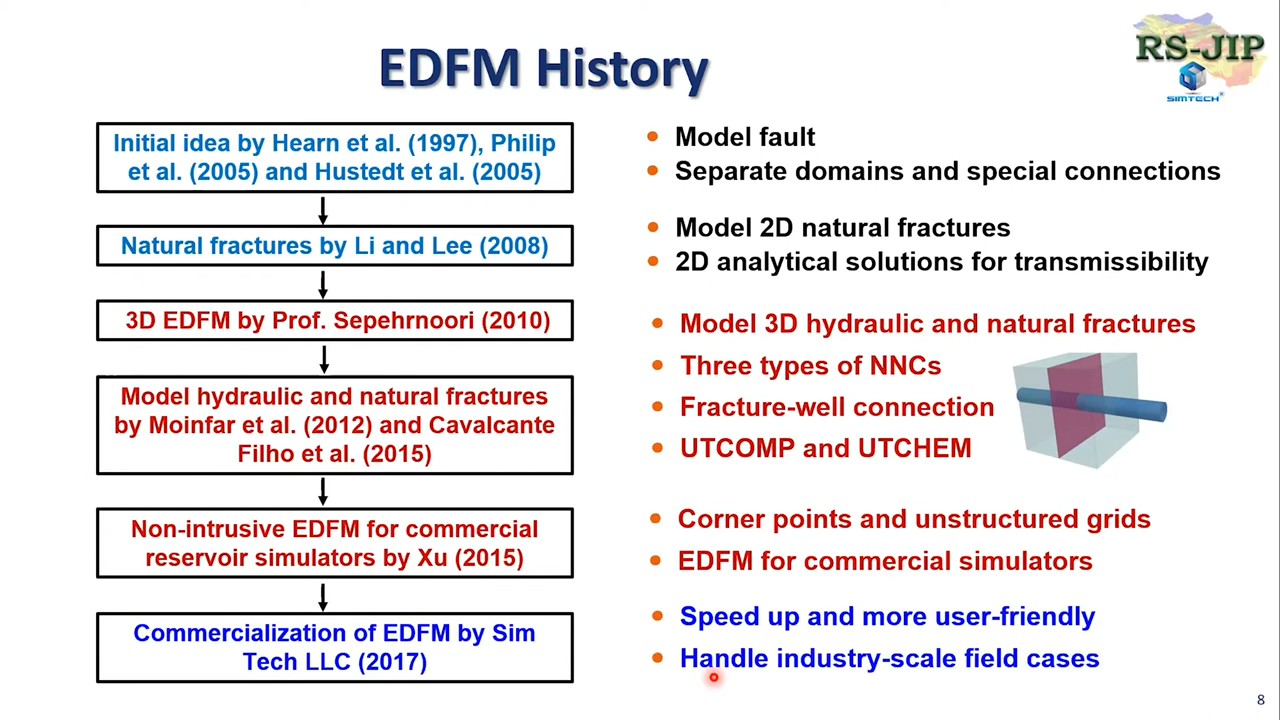 EDFM History
RS-JIP
SIMTECH
Initial idea by Hearn et al. (1997), Philip
et al. (2005) and Hustedt et al. (2005)
• Model fault
• Separate domains and special connections
Natural fractures by Li and Lee (2008)
• Model 2D natural fractures
• 2D analytical solutions for transmissibility
3D EDFM by Prof. Sepehrnoori (2010)
Model hydraulic and natural fractures
by Moinfar et al. (2012) and Cavalcante
Filho et al. (2015)
• Model 3D hydraulic and natural fractures
• Three types of NNCs
• Fracture-well connection
• UTCOMP and UTCHEM
Non-intrusive EDFM for commercial
reservoir simulators by Xu (2015)
• Corner points and unstructured grids
• EDFM for commercial simulators
Commercialization of EDFM by Sim
Tech LLC (2017)
• Speed up and more user-friendly
• Handle industry-scale field cases
8